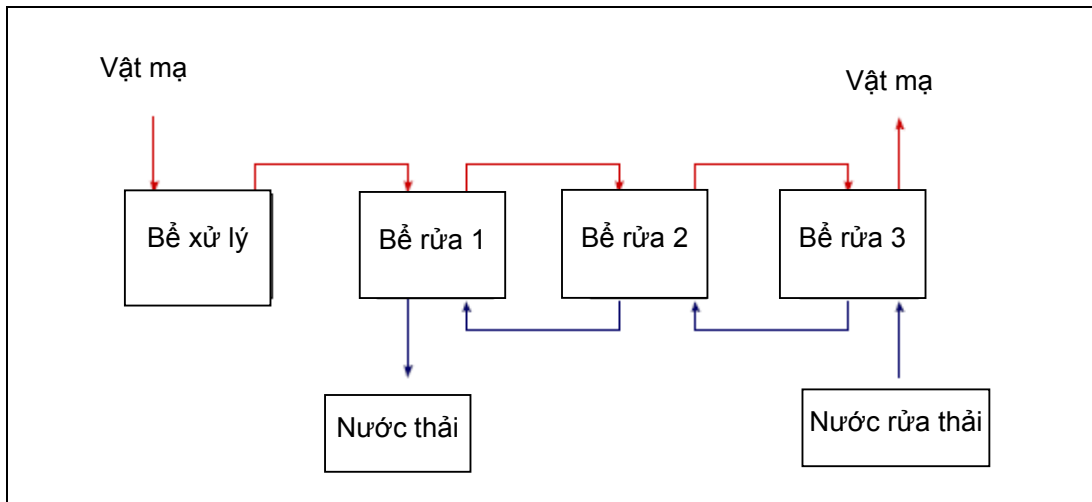 Vật mạ
Vật mạ
Bể xử lý
Bể rửa 1
Bể rửa 2
Bể rửa 3
Nước thải
Nước rửa thải